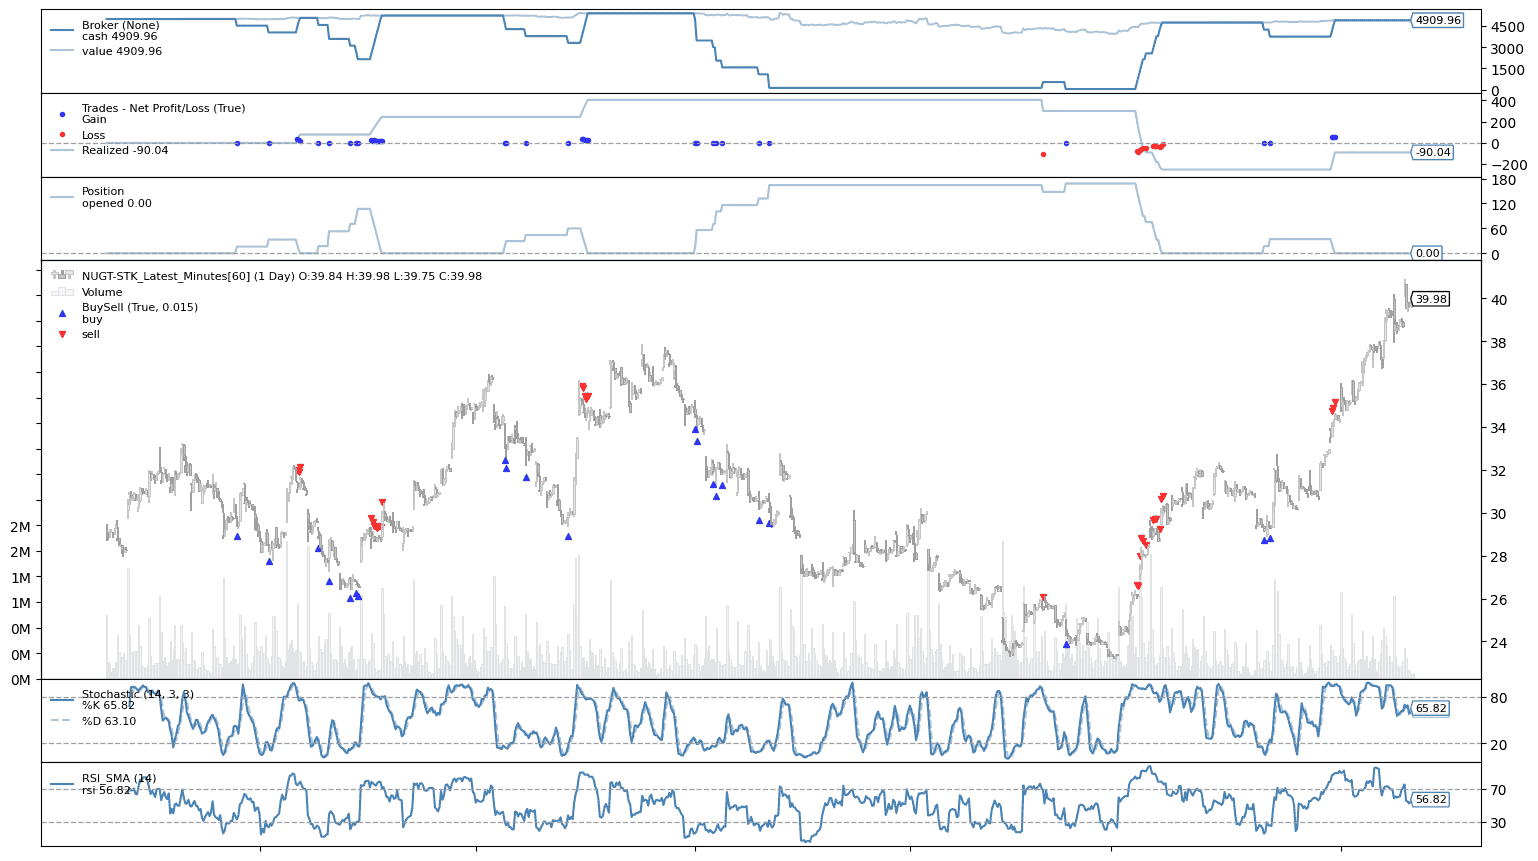 Broker (None)
cash 4909.96
value 4909.96
4909.96
4500
3000
1500
0
Trades - Net Profit/Loss (True)
Gain
Loss
Realized -90.04
400
200
0
-90.04
−200
Position
opened 0.00
180
120
60
0
0.00
NUGT-STK_Latest_Minutes[60] (1 Day) O:39.84 H:39.98 L:39.75 C:39.98
Volume
BuySell (True, 0.015)
buy
sell
39.98
40
38
36
34
32
30
28
26
24
2M
2M
1M
1M
0M
0M
0M
Stochastic (14, 3, 3)
%K 65.82
%D 63.10
80
65.82
20
RSI_SMA (14)
rsi 56.82
70
56.82
30